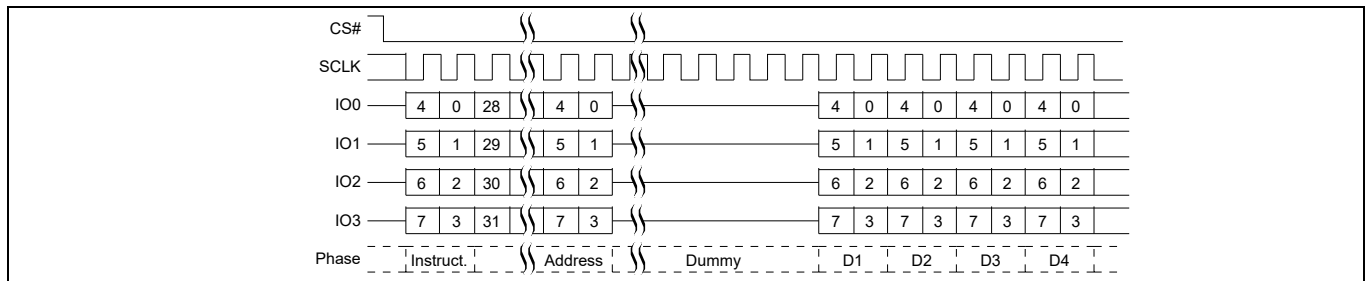 CS#
SCLK
IO0 4 0 28 4 0 4 0 4 0 4 0 4 0
IO1 5 1 29 5 1 5 1 5 1 5 1 5 1
IO2 6 2 30 6 2 6 2 6 2 6 2 6 2
IO3 7 3 31 7 3 7 3 7 3 7 3 7 3
Phase Instruct. Address Dummy D1 D2 D3 D4